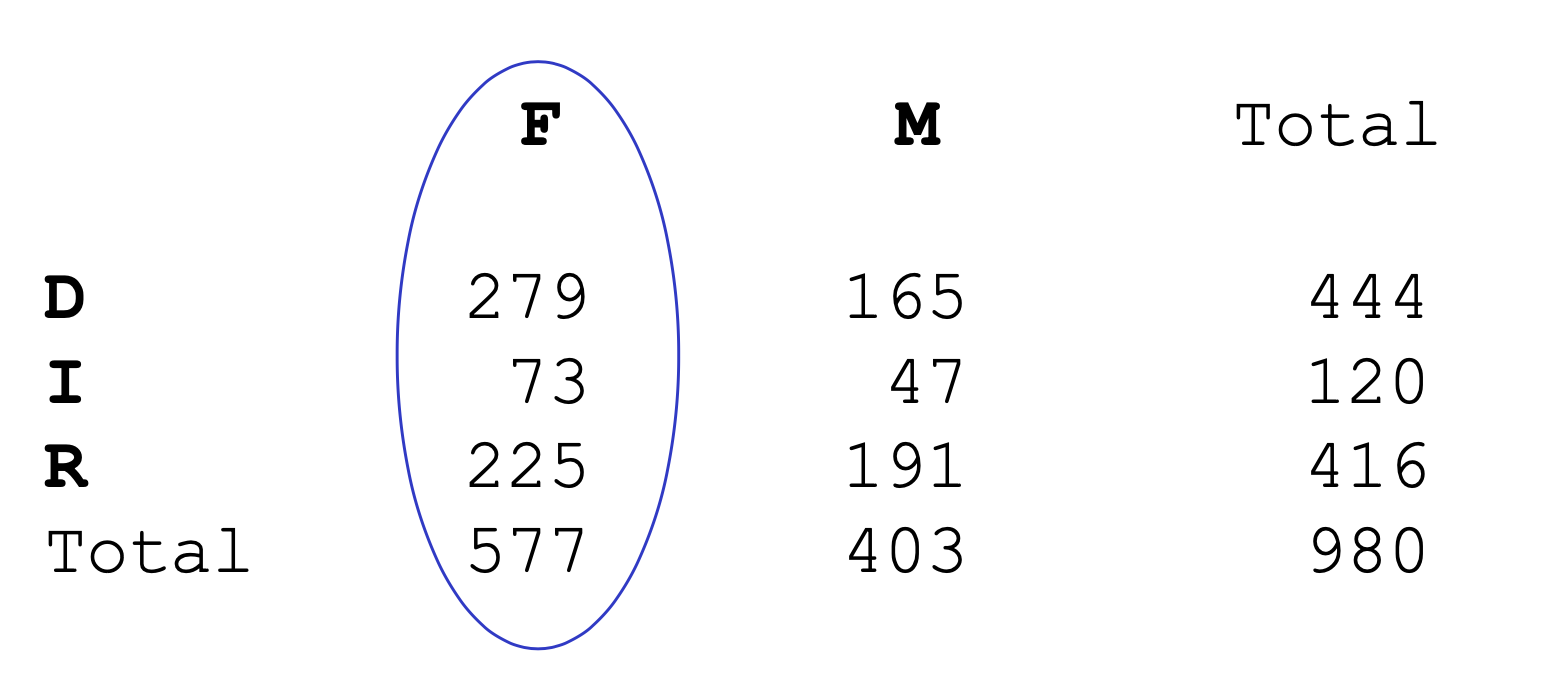 F M Total
D 279 165 444
I 73 47 120
R 225 191 416
Total 577 403 980